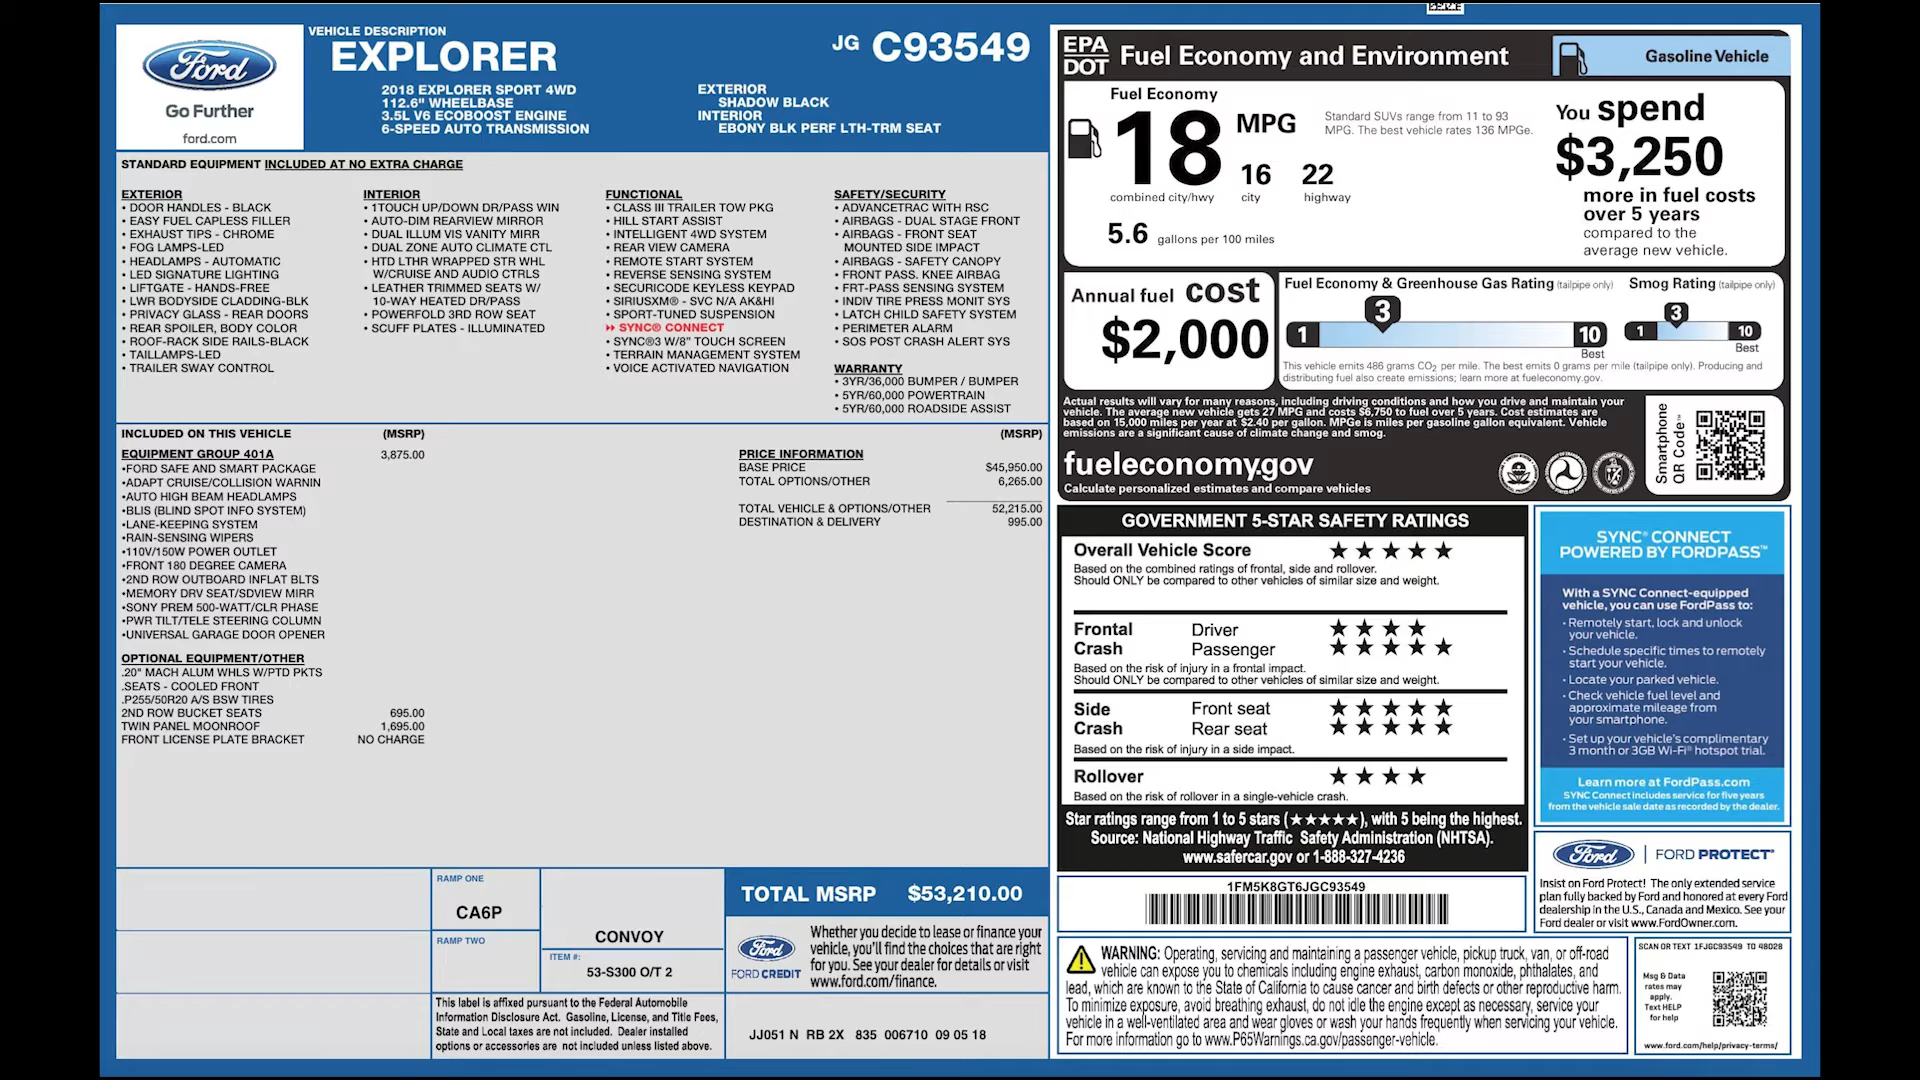 Ford
Go Further
ford.com
VEHICLE DESCRIPTION
EXPLORER
2018 EXPLORER SPORT 4WD
112.6" WHEELBASE
3.5L V6 ECOBOOST ENGINE
6-SPEED AUTO TRANSMISSION
JG C93549
EXTERIOR
SHADOW BLACK
INTERIOR
EBONY BLK PERF LTH-TRM SEAT
STANDARD EQUIPMENT INCLUDED AT NO EXTRA CHARGE
EXTERIOR
• DOOR HANDLES - BLACK
• EASY FUEL CAPLESS FILLER
• EXHAUST TIPS - CHROME
• FOG LAMPS-LED
• HEADLAMPS - AUTOMATIC
• LED SIGNATURE LIGHTING
• LIFTGATE - HANDS-FREE
• LWR BODYSIDE CLADDING-BLK
• PRIVACY GLASS - REAR DOORS
• REAR SPOILER, BODY COLOR
• ROOF-RACK SIDE RAILS-BLACK
• TAILLAMPS-LED
• TRAILER SWAY CONTROL
INTERIOR
• 1TOUCH UP/DOWN DR/PASS WIN
• AUTO-DIM REARVIEW MIRROR
• DUAL ILLUM VIS VANITY MIRR
• DUAL ZONE AUTO CLIMATE CTL
• HTD LTHR WRAPPED STR WHL
W/CRUISE AND AUDIO CTRLS
• LEATHER TRIMMED SEATS W/
10-WAY HEATED DR/PASS
• POWERFOLD 3RD ROW SEAT
• SCUFF PLATES - ILLUMINATED
FUNCTIONAL
• CLASS III TRAILER TOW PKG
• HILL START ASSIST
• INTELLIGENT 4WD SYSTEM
• REAR VIEW CAMERA
• REMOTE START SYSTEM
• REVERSE SENSING SYSTEM
• SECURICODE KEYLESS KEYPAD
• SIRIUSXM® - SVC N/A AK&HI
• SPORT-TUNED SUSPENSION
SYNC® CONNECT
• SYNC®3 W/8" TOUCH SCREEN
• TERRAIN MANAGEMENT SYSTEM
• VOICE ACTIVATED NAVIGATION
SAFETY/SECURITY
• ADVANCETRAC WITH RSC
• AIRBAGS - DUAL STAGE FRONT
• AIRBAGS - FRONT SEAT
MOUNTED SIDE IMPACT
• AIRBAGS - SAFETY CANOPY
• FRONT PASS. KNEE AIRBAG
• FRT-PASS SENSING SYSTEM
• INDIV TIRE PRESS MONIT SYS
• LATCH CHILD SAFETY SYSTEM
• PERIMETER ALARM
• SOS POST CRASH ALERT SYS
WARRANTY
• 3YR/36,000 BUMPER / BUMPER
• 5YR/60,000 POWERTRAIN
• 5YR/60,000 ROADSIDE ASSIST
INCLUDED ON THIS VEHICLE (MSRP)
EQUIPMENT GROUP 401A 3,875.00
•FORD SAFE AND SMART PACKAGE
•ADAPT CRUISE/COLLISION WARNIN
•AUTO HIGH BEAM HEADLAMPS
•BLIS (BLIND SPOT INFO SYSTEM)
•LANE-KEEPING SYSTEM
•RAIN-SENSING WIPERS
•110V/150W POWER OUTLET
•FRONT 180 DEGREE CAMERA
•2ND ROW OUTBOARD INFLAT BLTS
•MEMORY DRV SEAT/SDVIEW MIRR
•SONY PREM 500-WATT/CLR PHASE
•PWR TILT/TELE STEERING COLUMN
•UNIVERSAL GARAGE DOOR OPENER
OPTIONAL EQUIPMENT/OTHER
.20" MACH ALUM WHLS W/PTD PKTS
.SEATS - COOLED FRONT
.P255/50R20 A/S BSW TIRES
2ND ROW BUCKET SEATS 695.00
TWIN PANEL MOONROOF 1,695.00
FRONT LICENSE PLATE BRACKET NO CHARGE
(MSRP)
PRICE INFORMATION
BASE PRICE $45,950.00
TOTAL OPTIONS/OTHER 6,265.00
TOTAL VEHICLE & OPTIONS/OTHER 52,215.00
DESTINATION & DELIVERY 995.00
RAMP ONE
CA6P
RAMP TWO
CONVOY
ITEM #:
53-S300 O/T 2
This label is affixed pursuant to the Federal Automobile
Information Disclosure Act. Gasoline, License, and Title Fees,
State and Local taxes are not included. Dealer installed
options or accessories are not included unless listed above.
TOTAL MSRP $53,210.00
Ford
FORD CREDIT
Whether you decide to lease or finance your
vehicle, you'll find the choices that are right
for you. See your dealer for details or visit
www.ford.com/finance.
JJ051 N RB 2X 835 006710 09 05 18
EPA
DOT
Fuel Economy and Environment
Gasoline Vehicle
Fuel Economy
18 MPG
combined city/hwy
16
city
22
highway
5.6 gallons per 100 miles
Standard SUVs range from 11 to 93
MPG. The best vehicle rates 136 MPGe.
You spend
$3,250
more in fuel costs
over 5 years
compared to the
average new vehicle.
Annual fuel cost
$2,000
Fuel Economy & Greenhouse Gas Rating (tailpipe only)
3
1
10
Best
Smog Rating (tailpipe only)
3
1
10
Best
This vehicle emits 486 grams CO2 per mile. The best emits 0 grams per mile (tailpipe only). Producing and
distributing fuel also create emissions; learn more at fueleconomy.gov.
Actual results will vary for many reasons, including driving conditions and how you drive and maintain your
vehicle. The average new vehicle gets 27 MPG and costs $6,750 to fuel over 5 years. Cost estimates are
based on 15,000 miles per year at $2.40 per gallon. MPGe is miles per gasoline gallon equivalent. Vehicle
emissions are a significant cause of climate change and smog.
fueleconomy.gov
Calculate personalized estimates and compare vehicles
Smartphone
QR Code™
GOVERNMENT 5-STAR SAFETY RATINGS
Overall Vehicle Score ★★★★★
Based on the combined ratings of frontal, side and rollover.
Should ONLY be compared to other vehicles of similar size and weight.
Frontal Driver ★★★★
Crash Passenger ★★★★★
Based on the risk of injury in a frontal impact.
Should ONLY be compared to other vehicles of similar size and weight.
Side Front seat ★★★★★
Crash Rear seat ★★★★★
Based on the risk of injury in a side impact.
Rollover ★★★★
Based on the risk of rollover in a single-vehicle crash.
Star ratings range from 1 to 5 stars (★★★★★), with 5 being the highest.
Source: National Highway Traffic Safety Administration (NHTSA).
www.safercar.gov or 1-888-327-4236
1FM5K8GT6JGC93549
SYNC® CONNECT
POWERED BY FORDPASS™
With a SYNC Connect-equipped
vehicle, you can use FordPass to:
· Remotely start, lock and unlock
your vehicle.
· Schedule specific times to remotely
start your vehicle.
· Locate your parked vehicle.
· Check vehicle fuel level and
approximate mileage from
your smartphone.
· Set up your vehicle's complimentary
3 month or 3GB Wi-Fi® hotspot trial.
Learn more at FordPass.com
SYNC Connect includes service for five years
from the vehicle sale date as recorded by the dealer.
Ford
FORD PROTECT
Insist on Ford Protect! The only extended service
plan fully backed by Ford and honored at every Ford
dealership in the U.S., Canada and Mexico. See your
Ford dealer or visit www.FordOwner.com.
WARNING: Operating, servicing and maintaining a passenger vehicle, pickup truck, van, or off-road
vehicle can expose you to chemicals including engine exhaust, carbon monoxide, phthalates, and
lead, which are known to the State of California to cause cancer and birth defects or other reproductive harm.
To minimize exposure, avoid breathing exhaust, do not idle the engine except as necessary, service your
vehicle in a well-ventilated area and wear gloves or wash your hands frequently when servicing your vehicle.
For more information go to www.P65Warnings.ca.gov/passenger-vehicle.
SCAN OR TEXT 1FJGC93549 TO 48028
Msg & Data
rates may
apply.
Text HELP
for help
www.ford.com/help/privacy-terms/